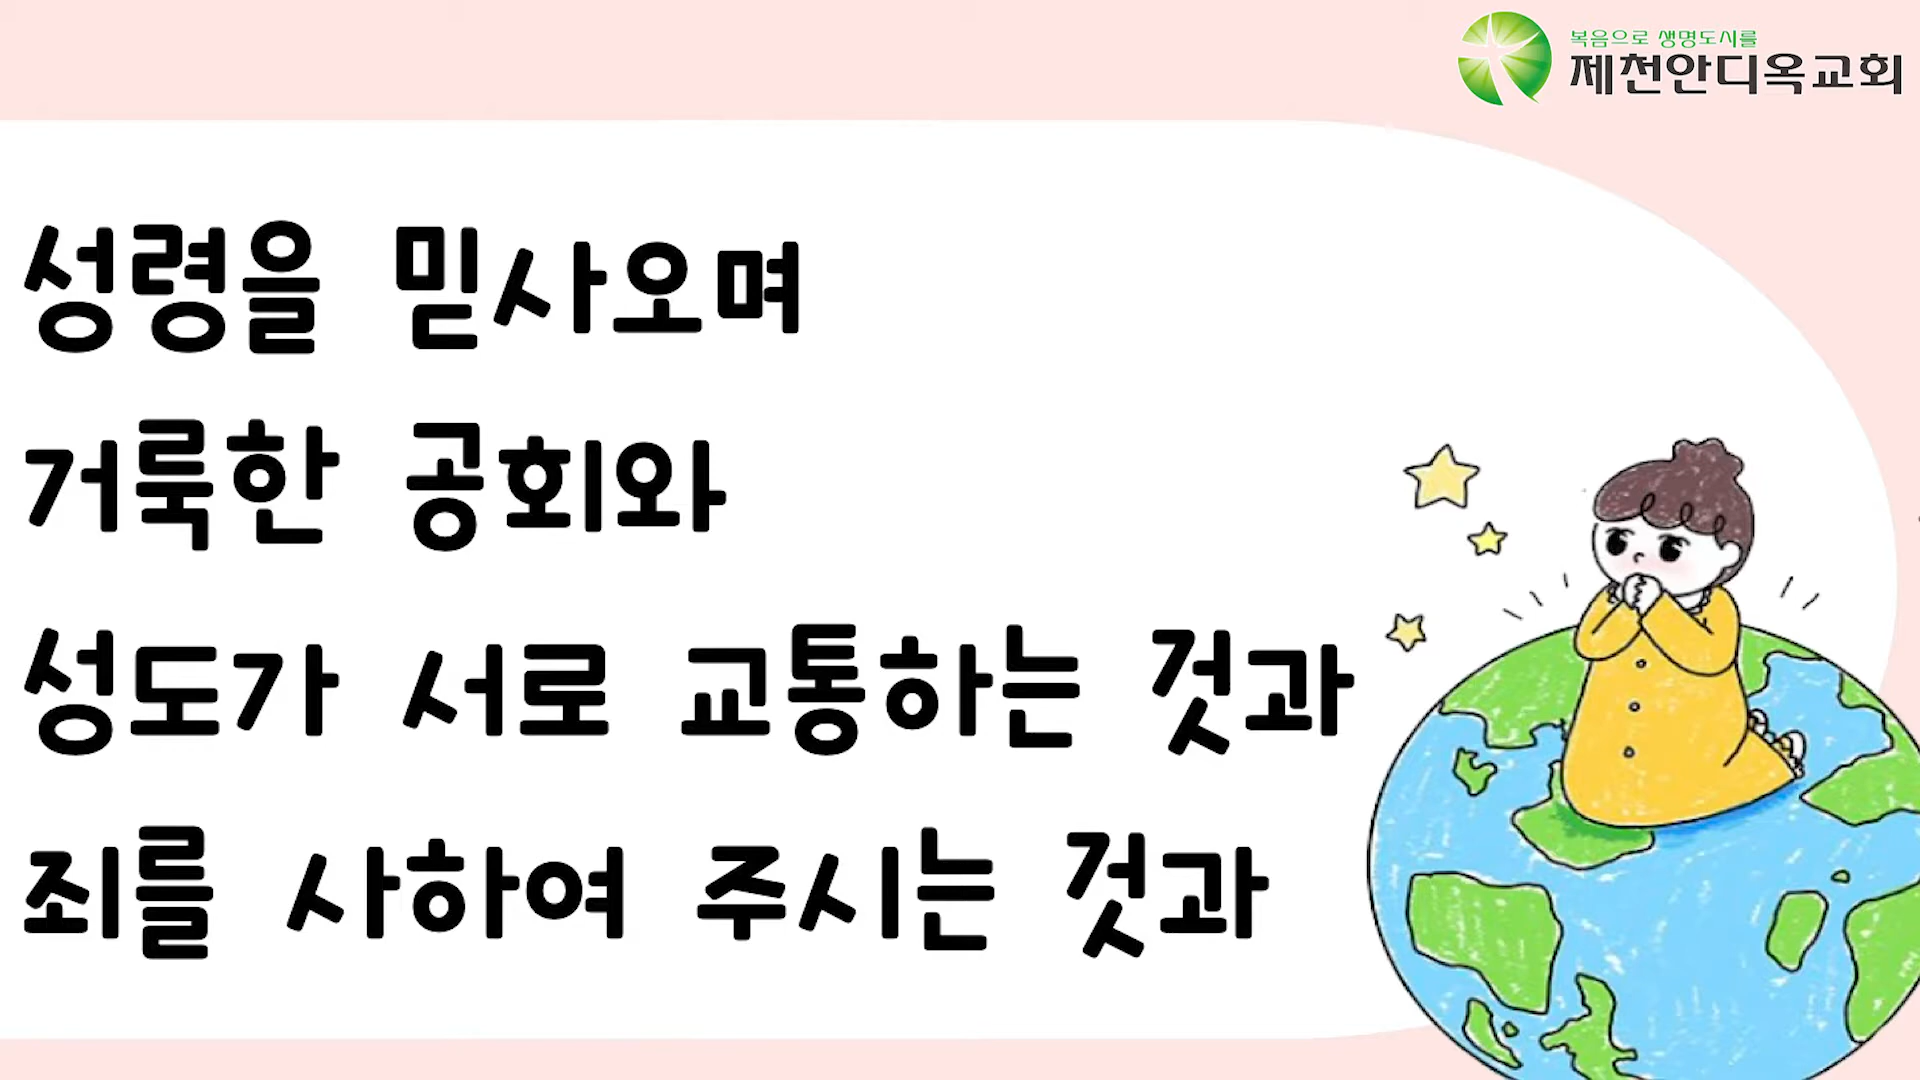 복음으로 생명도시를
제천안디옥교회
성령을 믿사오며
거룩한 공회와
성도가 서로 교통하는 것과
죄를 사하여 주시는 것과